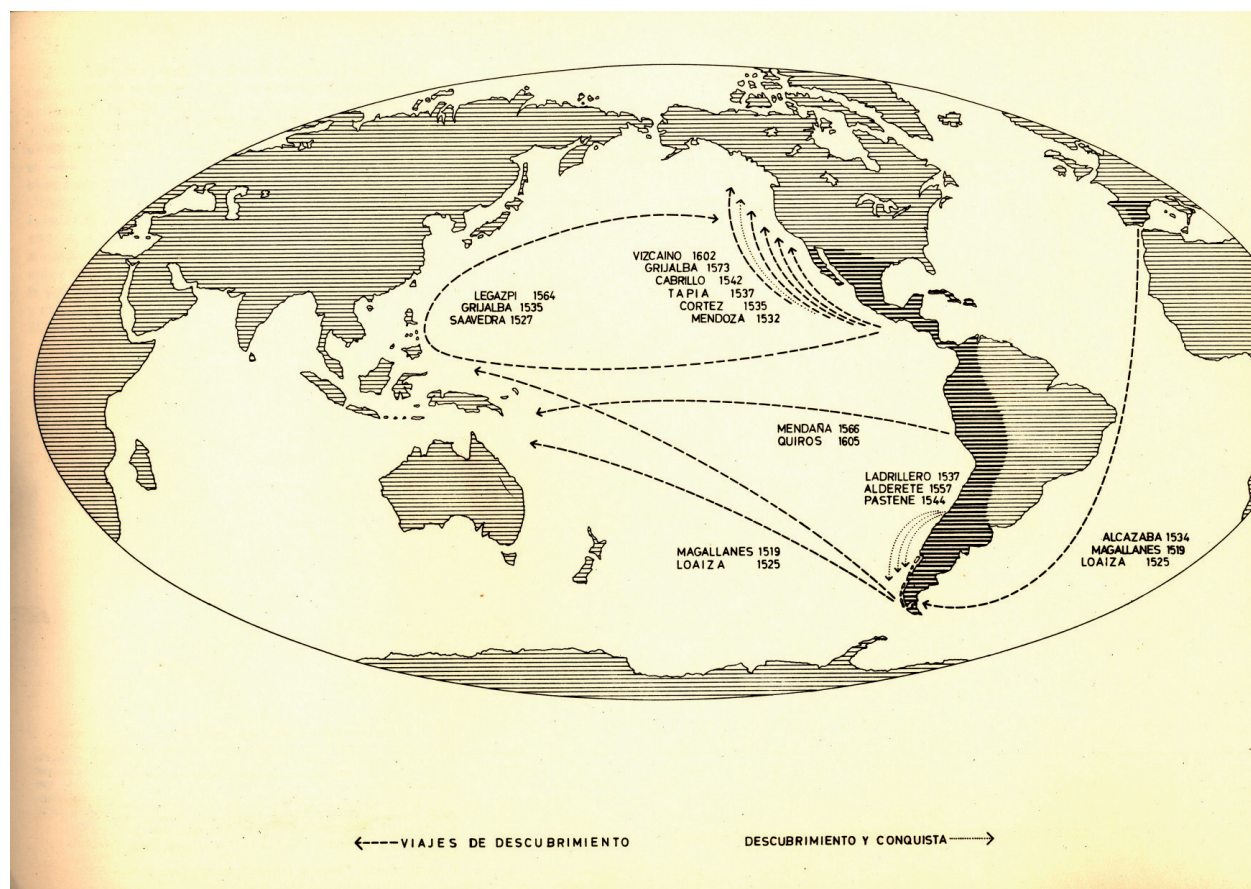 VIZCAINO 1602
GRIJALBA 1573
CABRILLO 1542
TAPIA 1537
CORTEZ 1535
MENDOZA 1532
LEGAZPI 1564
GRIJALBA 1535
SAAVEDRA 1527
MENDAÑA 1566
QUIROS 1605
LADRILLERO 1537
ALDERETE 1557
PASTENE 1544
MAGALLANES 1519
LOAIZA 1525
ALCAZABA 1534
MAGALLANES 1519
LOAIZA 1525
VIAJES DE DESCUBRIMIENTO
DESCUBRIMIENTO Y CONQUISTA